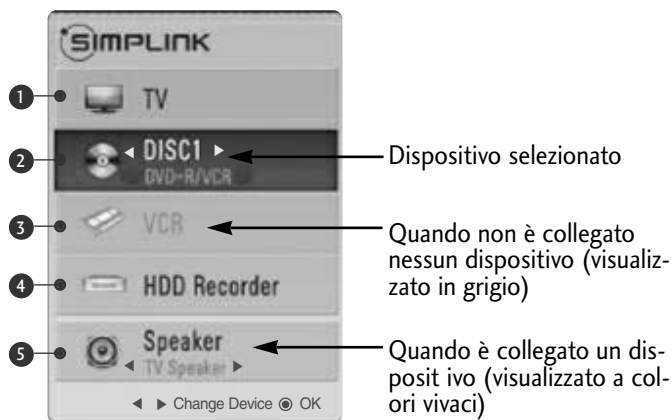 SIMPLINK
1 TV
2 ◀ DISC1 ▶
DVD-R/VCR
Dispositivo selezionato
3 VCR
Quando non è collegato
nessun dispositivo (visualiz-
zato in grigio)
4 HDD Recorder
5 Speaker
◀ TV Speaker ▶
Quando è collegato un dis-
posit ivo (visualizzato a col-
ori vivaci)
◀ ▶ Change Device ◉ OK